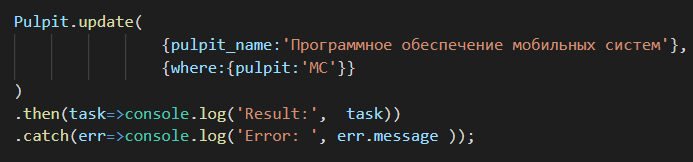 Pulpit.update(
{pulpit_name:'Программное обеспечение мобильных систем'},
{where:{pulpit:'МС'}}
)
.then(task=>console.log('Result:', task))
.catch(err=>console.log('Error: ', err.message ));